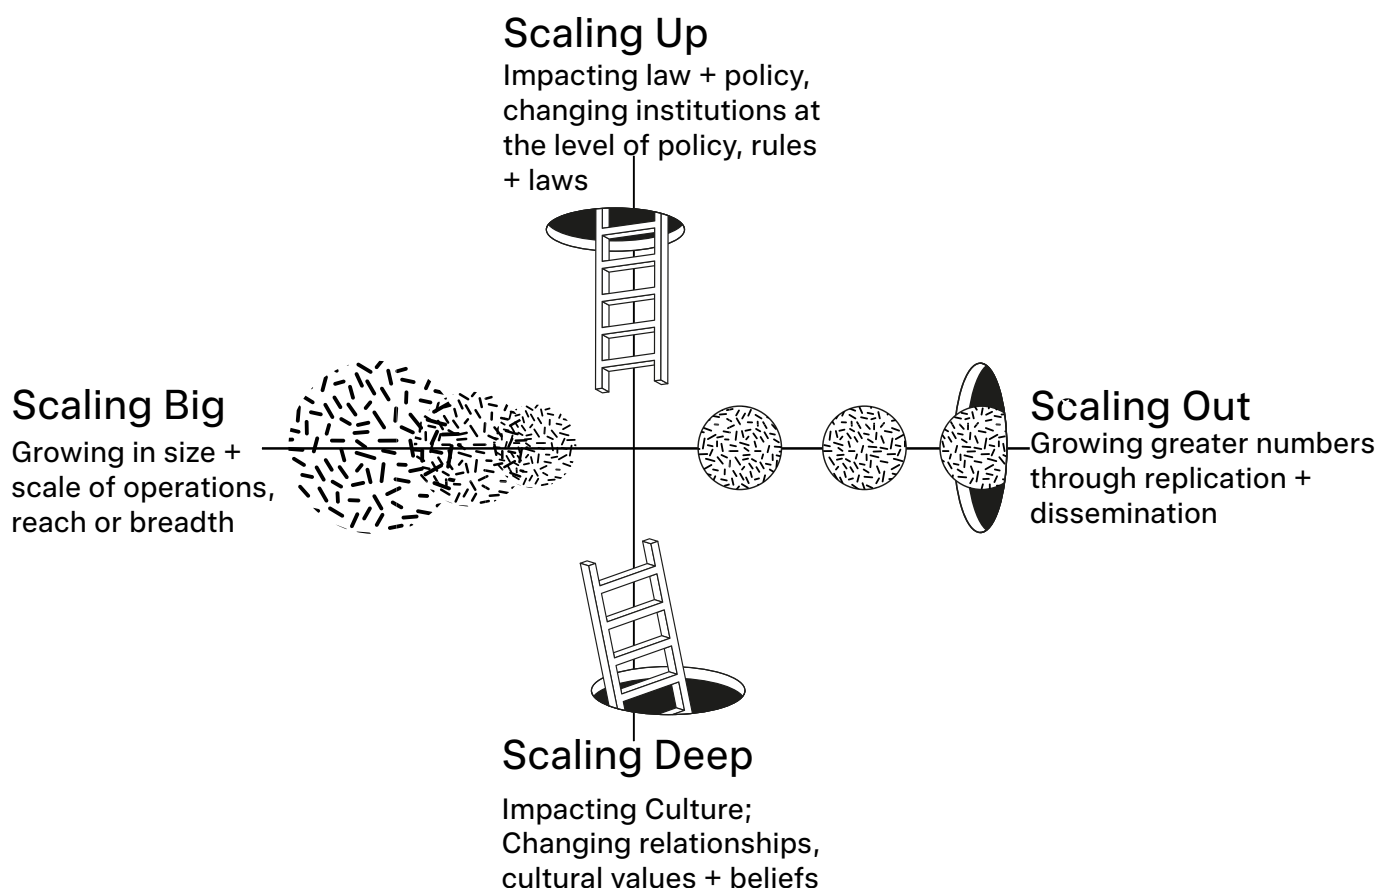 Scaling Up
Impacting law + policy,
changing institutions at
the level of policy, rules
+ laws
Scaling Big
Growing in size +
scale of operations,
reach or breadth
Scaling Out
Growing greater numbers
through replication +
dissemination
Scaling Deep
Impacting Culture;
Changing relationships,
cultural values + beliefs